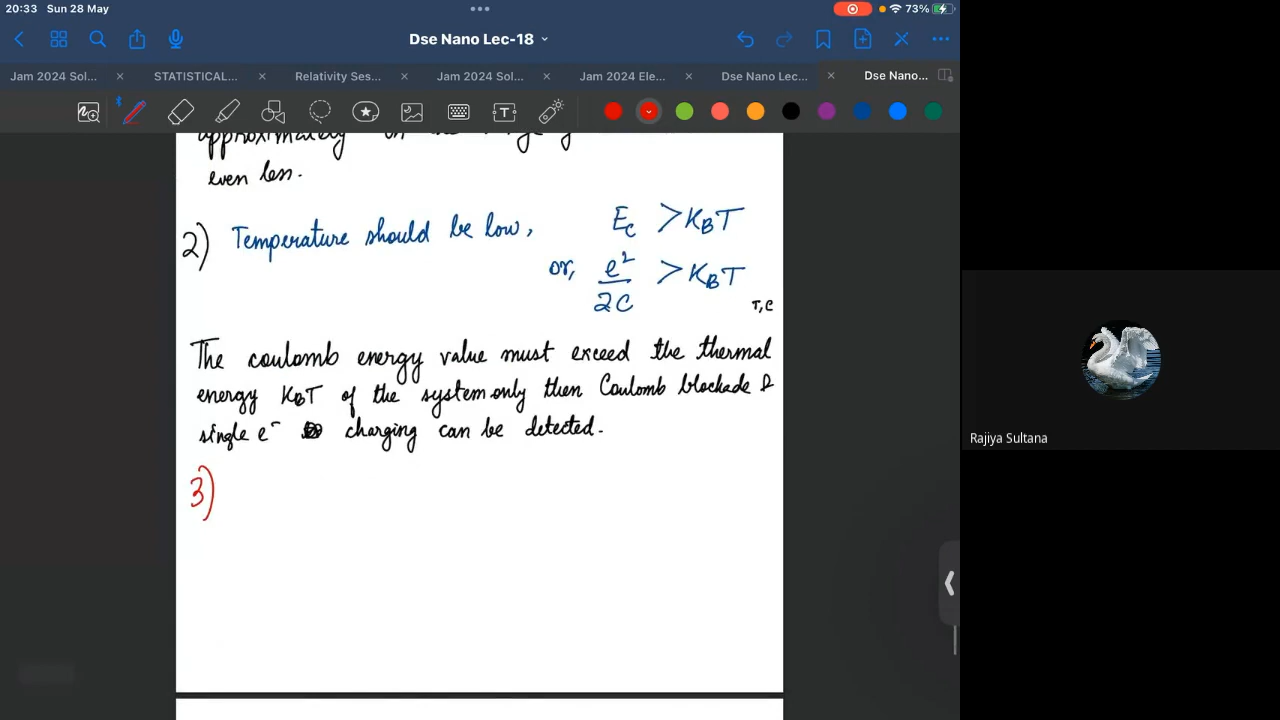 20:33 Sun 28 May
73%
Dse Nano Lec-18
Jam 2024 Sol...
STATISTICAL...
Relativity Ses...
Jam 2024 Sol...
Jam 2024 Ele...
Dse Nano Lec...
Dse Nano...
approximately
even less.
2) Temperature should be low, E_C > K_BT
or, e²/2C > K_BT
T, C
The coulomb energy value must exceed the thermal
energy K_BT of the system only then Coulomb blockade &
single e⁻ charging can be detected.
3)
Rajiya Sultana